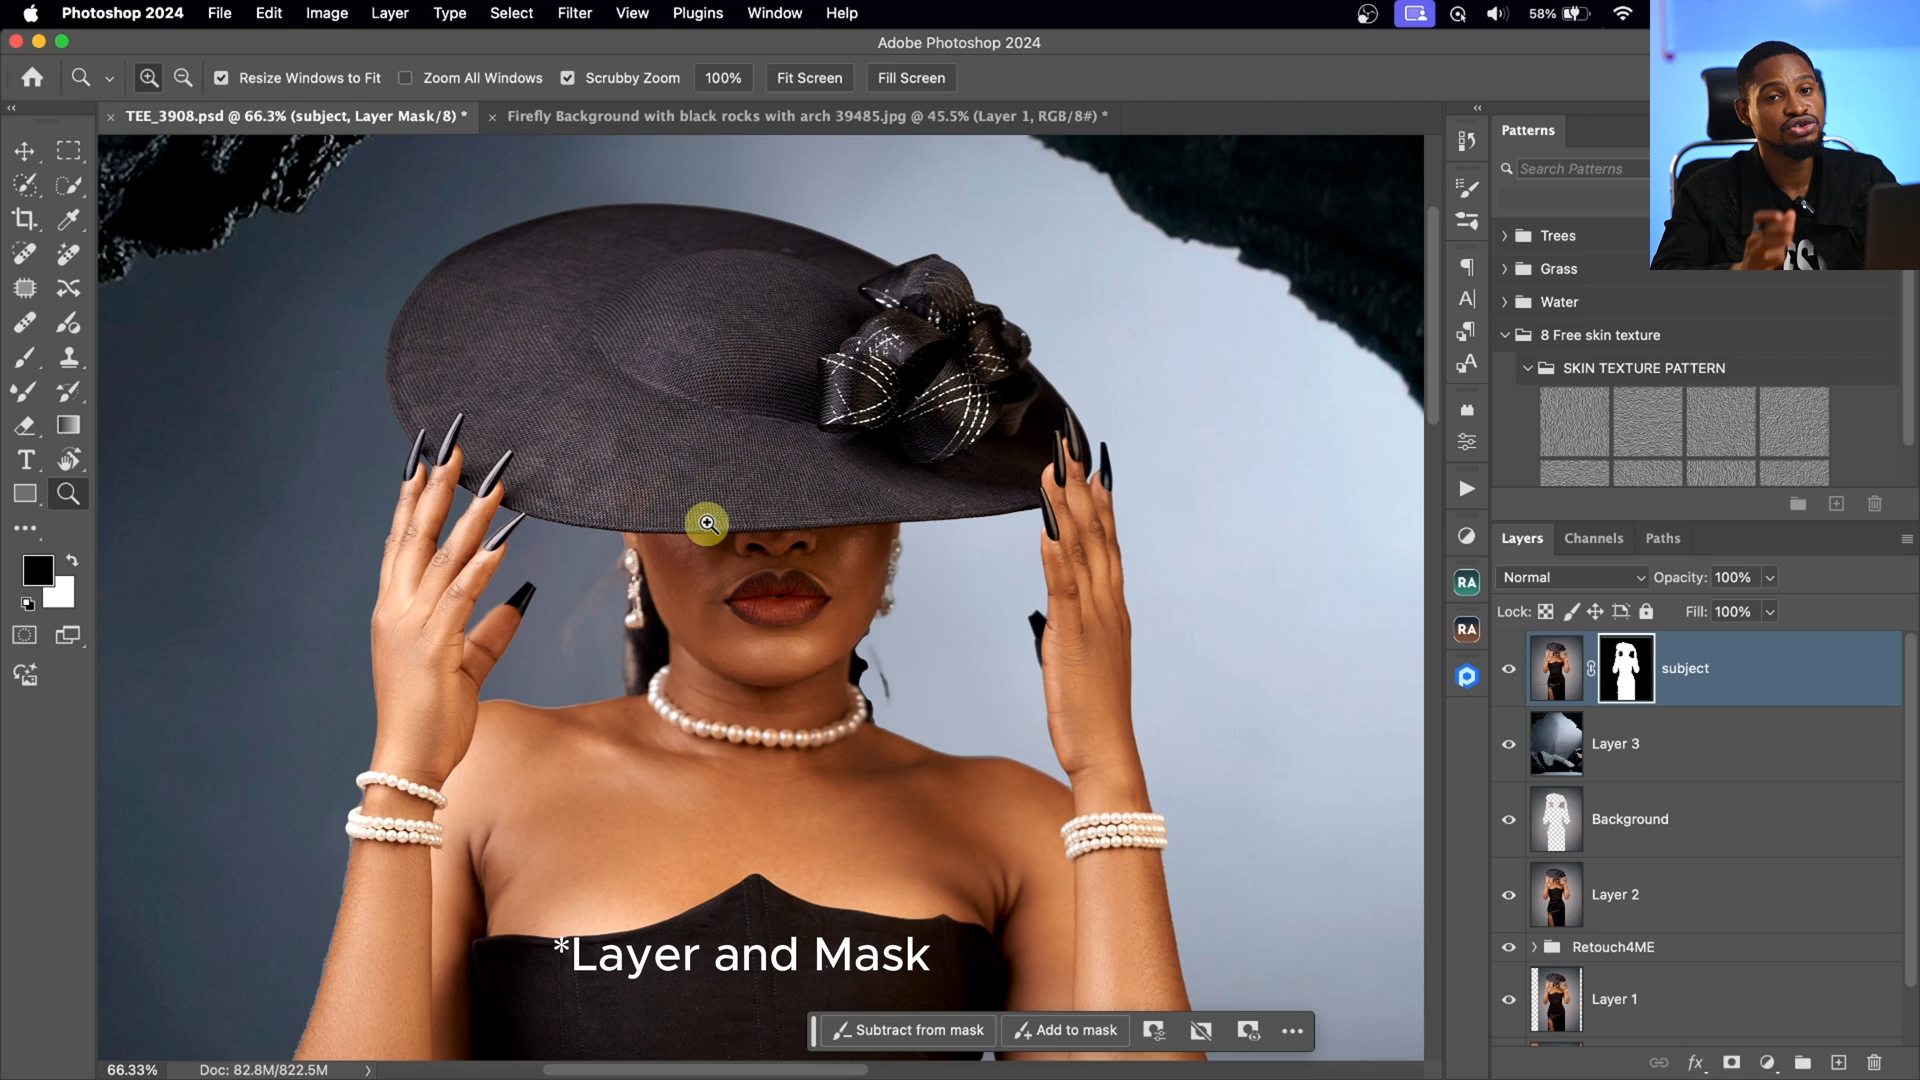 Photoshop 2024 File Edit Image Layer Type Select Filter View Plugins Window Help 58%
Adobe Photoshop 2024
Resize Windows to Fit Zoom All Windows Scrubby Zoom 100% Fit Screen Fill Screen
TEE_3908.psd @ 66.3% (subject, Layer Mask/8) * Firefly Background with black rocks with arch 39485.jpg @ 45.5% (Layer 1, RGB/8#) *
Patterns
Search Patterns
Trees
Grass
Water
8 Free skin texture
SKIN TEXTURE PATTERN
Layers Channels Paths
Normal Opacity: 100%
Lock: Fill: 100%
RA
RA
subject
Layer 3
Background
Layer 2
Retouch4ME
Layer 1
*Layer and Mask
Subtract from mask Add to mask
66.33% Doc: 82.8M/822.5M